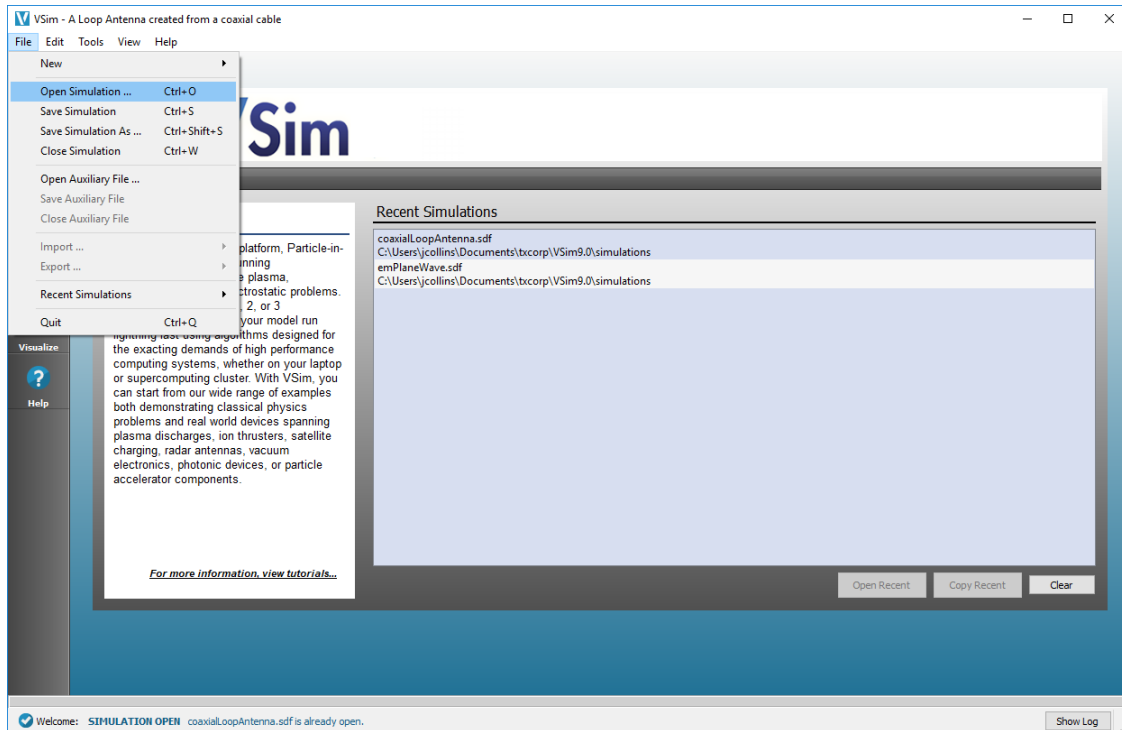 VSim - A Loop Antenna created from a coaxial cable
File Edit Tools View Help
New
Open Simulation ... Ctrl+O
Save Simulation Ctrl+S
Save Simulation As ... Ctrl+Shift+S
Close Simulation Ctrl+W
Open Auxiliary File ...
Save Auxiliary File
Close Auxiliary File
Import ...
Export ...
Recent Simulations
Quit Ctrl+Q
Sim
platform, Particle-in-
plasma,
trostatic problems.
, 2, or 3
your model run
lightning fast using algorithms designed for
the exacting demands of high performance
computing systems, whether on your laptop
or supercomputing cluster. With VSim, you
can start from our wide range of examples
both demonstrating classical physics
problems and real world devices spanning
plasma discharges, ion thrusters, satellite
charging, radar antennas, vacuum
electronics, photonic devices, or particle
accelerator components.
For more information, view tutorials...
Visualize
Help
Recent Simulations
coaxialLoopAntenna.sdf
C:\Users\jcollins\Documents\txcorp\VSim9.0\simulations
emPlaneWave.sdf
C:\Users\jcollins\Documents\txcorp\VSim9.0\simulations
Open Recent Copy Recent Clear
Welcome: SIMULATION OPEN coaxialLoopAntenna.sdf is already open.
Show Log